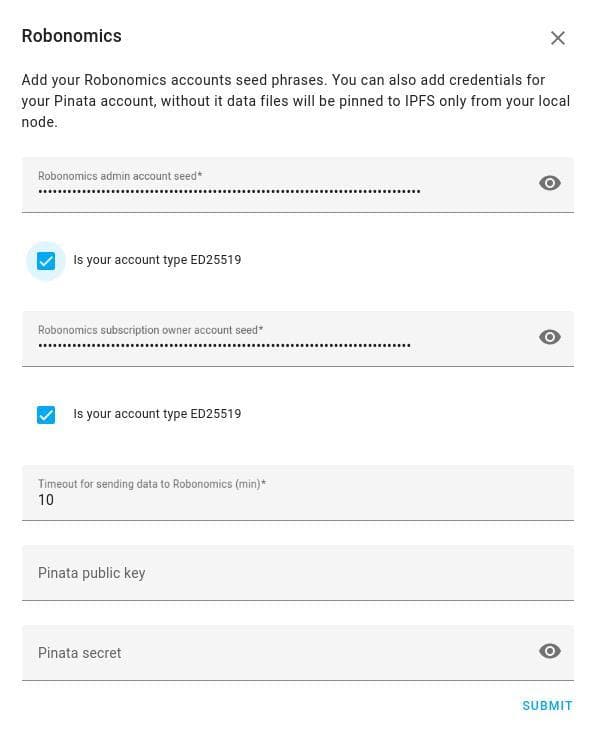 Robonomics
Add your Robonomics accounts seed phrases. You can also add credentials for
your Pinata account, without it data files will be pinned to IPFS only from your local
node.
Robonomics admin account seed*
Is your account type ED25519
Robonomics subscription owner account seed*
Is your account type ED25519
Timeout for sending data to Robonomics (min)*
10
Pinata public key
Pinata secret
SUBMIT